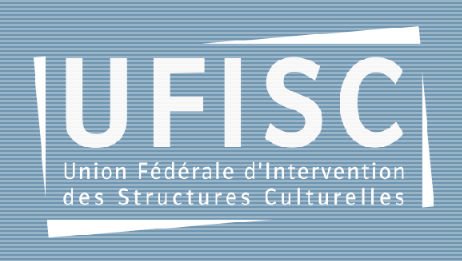 UFISC
Union Fédérale d'Intervention
des Structures Culturelles